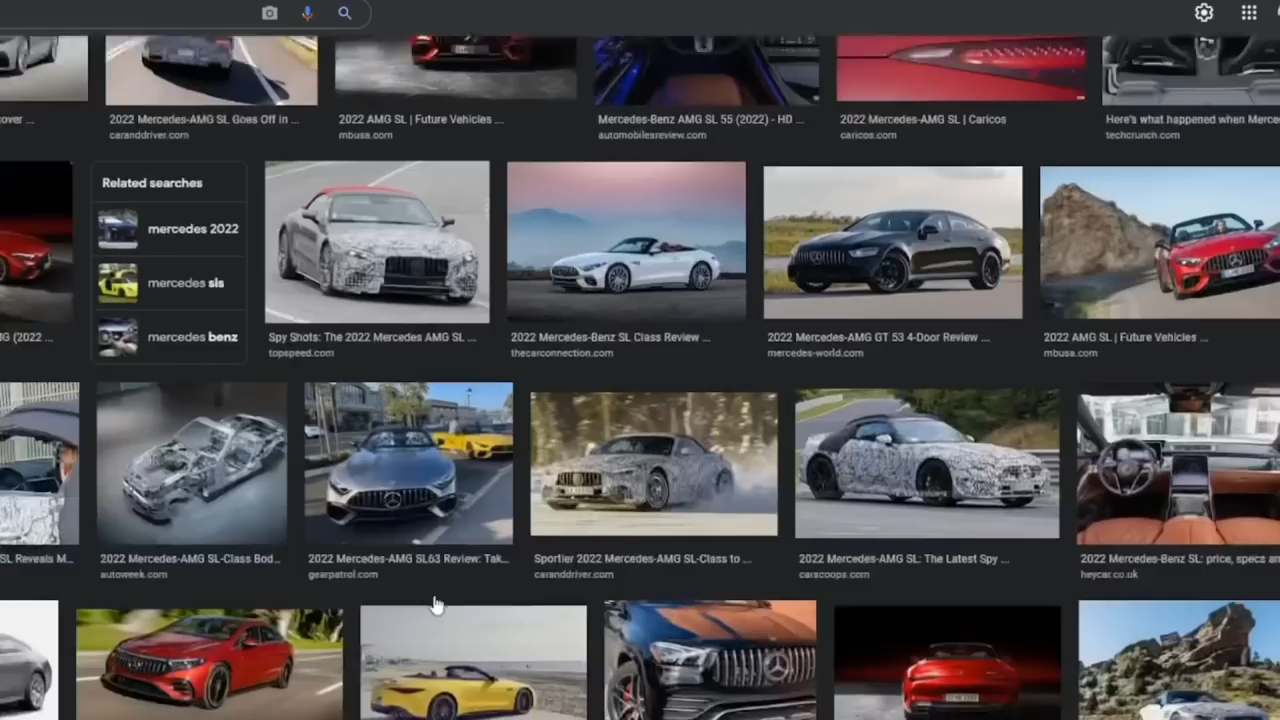 cover ...
2022 Mercedes-AMG SL Goes Off in ...
caranddriver.com
2022 AMG SL | Future Vehicles ...
mbusa.com
Mercedes-Benz AMG SL 55 (2022) - HD ...
automobilesreview.com
2022 Mercedes-AMG SL | Caricos
caricos.com
Here's what happened when Merce
techcrunch.com
Related searches
mercedes 2022
mercedes sls
mercedes benz
MG (2022 ...
Spy Shots: The 2022 Mercedes AMG SL ...
topspeed.com
2022 Mercedes-Benz SL Class Review ...
thecarconnection.com
2022 Mercedes-AMG GT 53 4-Door Review ...
mercedes-world.com
2022 AMG SL | Future Vehicles ...
mbusa.com
SL Reveals M...
2022 Mercedes-AMG SL-Class Bod...
autoweek.com
2022 Mercedes-AMG SL63 Review: Tak...
gearpatrol.com
Sportier 2022 Mercedes-AMG SL-Class to ...
caranddriver.com
2022 Mercedes-AMG SL: The Latest Spy ...
carscoops.com
2022 Mercedes-Benz SL: price, specs an
heycar.co.uk